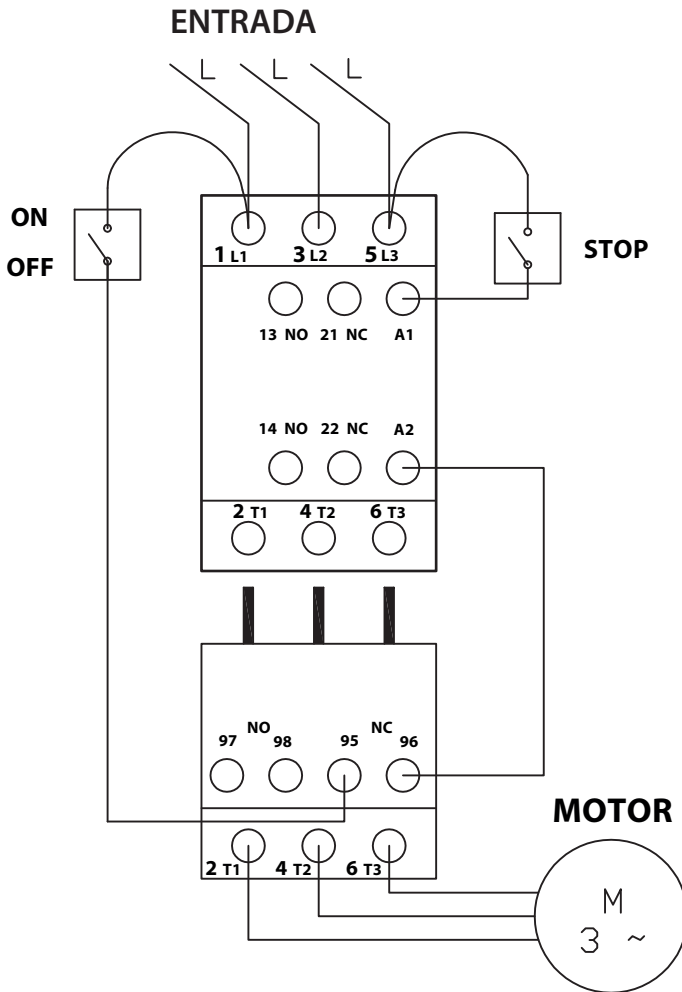 ENTRADA
L L L
ON
OFF
STOP
1 L1 3 L2 5 L3
13 NO 21 NC A1
14 NO 22 NC A2
2 T1 4 T2 6 T3
NO NC
97 98 95 96
2 T1 4 T2 6 T3
MOTOR
M
3 ~